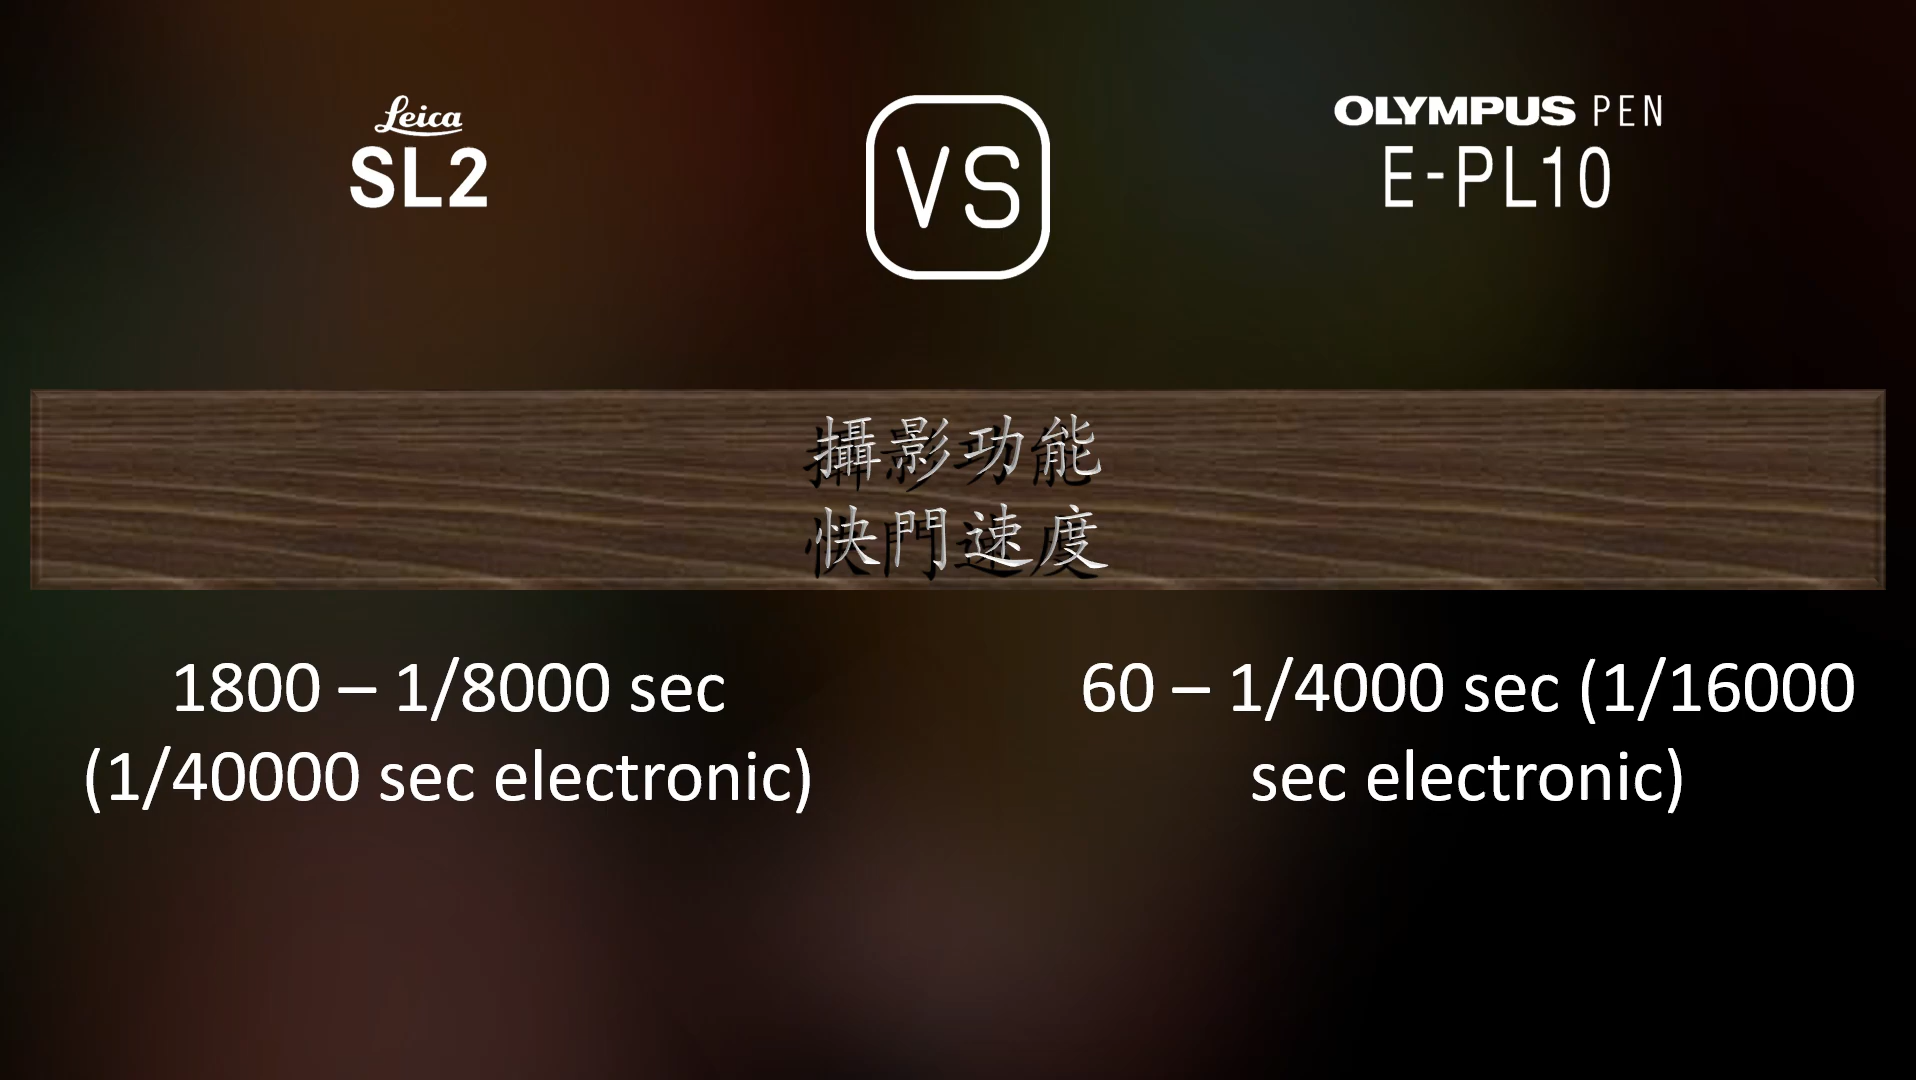 Leica
SL2
VS
OLYMPUS PEN
E-PL10
攝影功能
快門速度
1800 – 1/8000 sec
(1/40000 sec electronic)
60 – 1/4000 sec (1/16000
sec electronic)